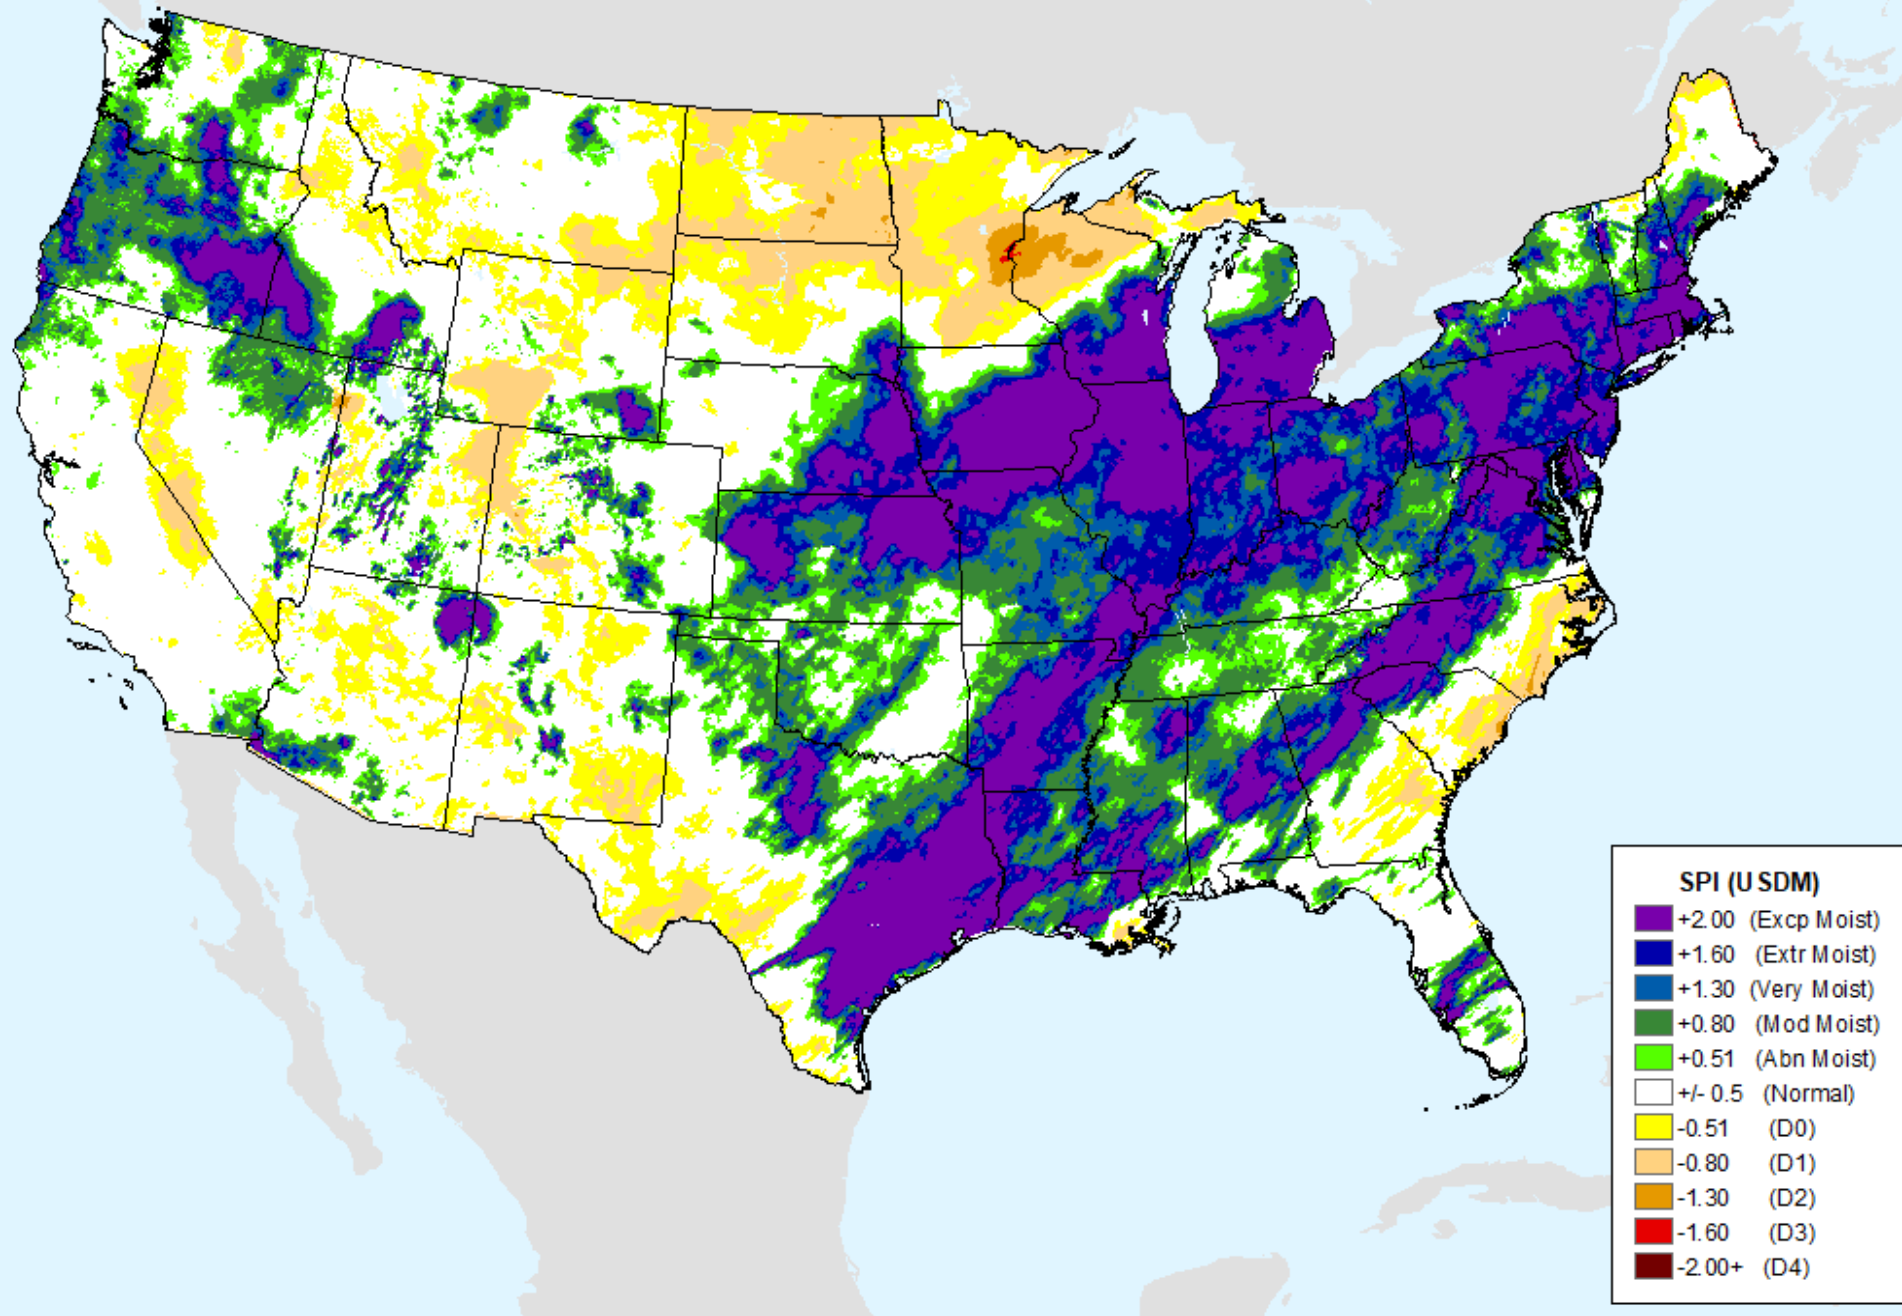 SPI (USDM)
+2.00 (Excp Moist)
+1.60 (Extr Moist)
+1.30 (Very Moist)
+0.80 (Mod Moist)
+0.51 (Abn Moist)
+/- 0.5 (Normal)
-0.51 (D0)
-0.80 (D1)
-1.30 (D2)
-1.60 (D3)
-2.00+ (D4)